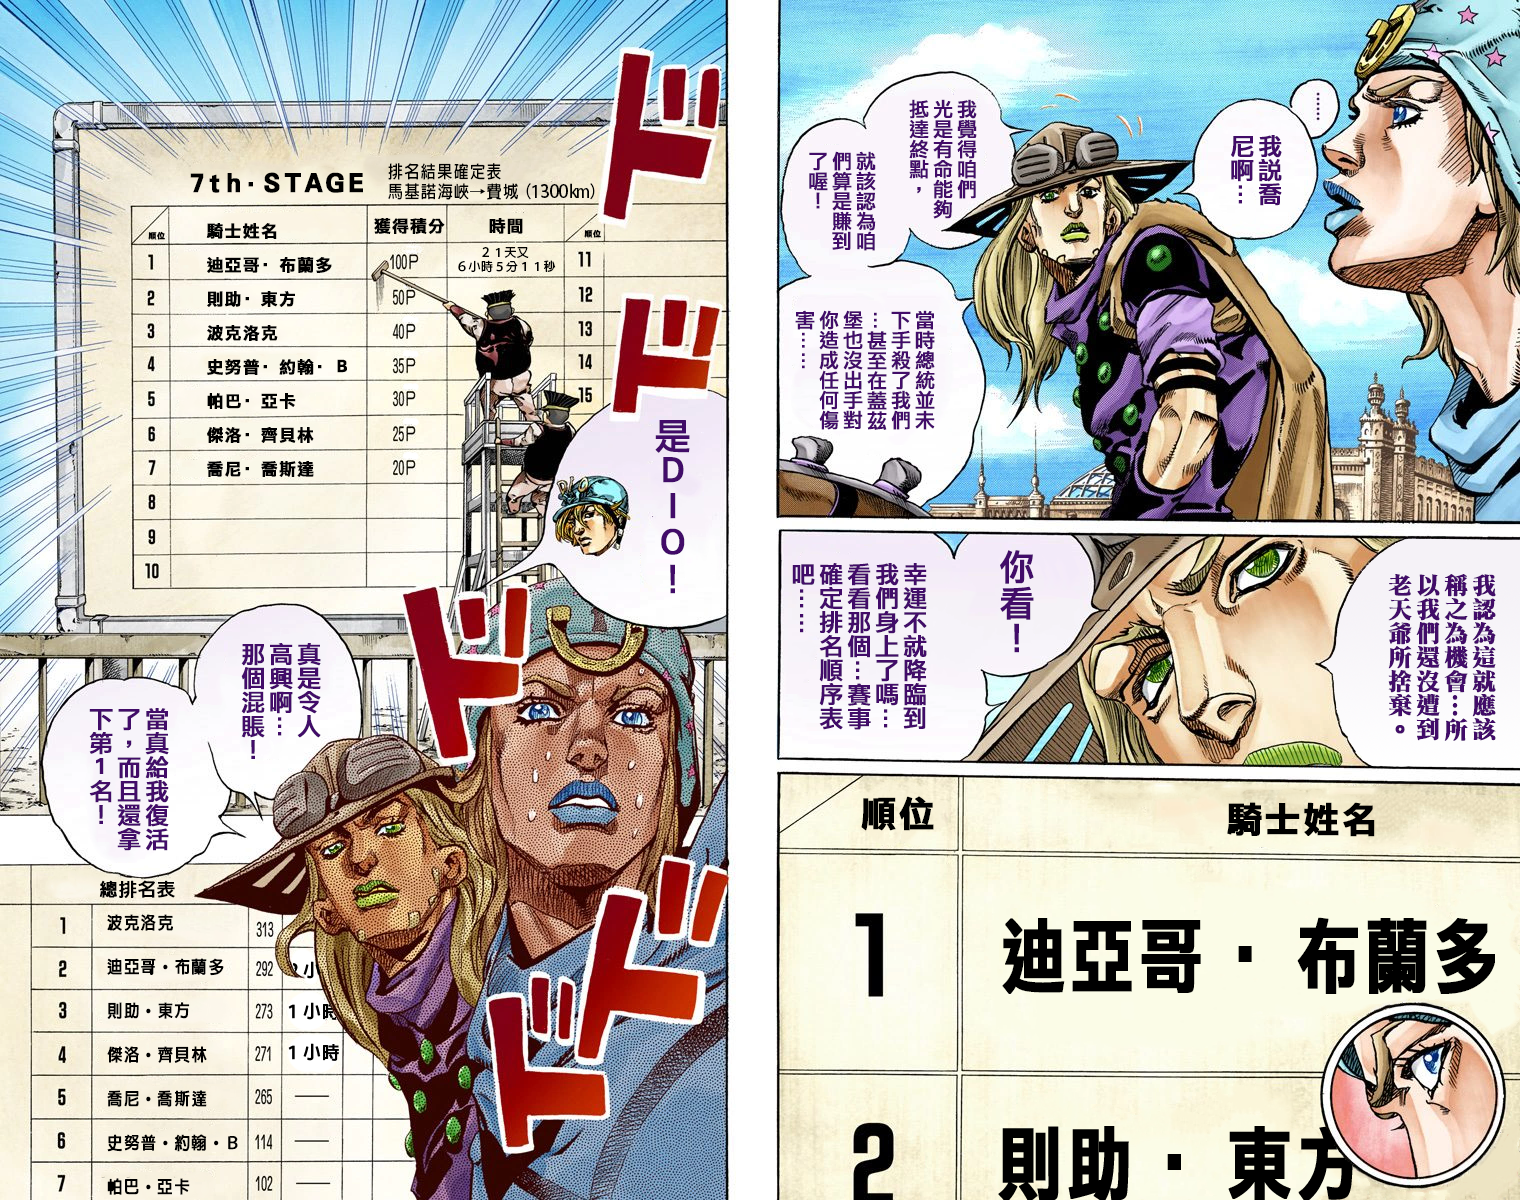 ……
我説喬
尼啊…
我覺得咱們
光是有命能夠
抵達終點，
就該認為咱
們算是賺到
了喔！
當時總統並未
下手殺了我們
…甚至在蓋茲
堡也沒出手對
你造成任何傷
害……
我認為這就應該
稱之為機會…所
以我們還沒遭到
老天爺所捨棄。
你看！
幸運不就降臨到
我們身上了嗎…
看看那個…賽事
確定排名順序表
吧……
順位 騎士姓名
1 迪亞哥・布蘭多
2 則助・東方
ドドドドド
7th・STAGE
排名結果確定表
馬基諾海峽→費城（1300km）
順位 騎士姓名 獲得積分 時間 順位
1 迪亞哥・布蘭多 100P 21天又 11
6小時5分11秒
2 則助・東方 50P 12
3 波克洛克 40P 13
4 史努普・約翰・B 35P 14
5 帕巴・亞卡 30P 15
6 傑洛・齊貝林 25P
7 喬尼・喬斯達 20P
8
9
10
是DIO！
真是令人
高興啊…
那個混賬！
當真給我復活
了，而且還拿
下第1名！
總排名表
1 波克洛克 313
2 迪亞哥・布蘭多 292 小
3 則助・東方 273 1小時
4 傑洛・齊貝林 271 1小時
5 喬尼・喬斯達 265 —
6 史努普・約翰・B 114 —
7 帕巴・亞卡 102 —